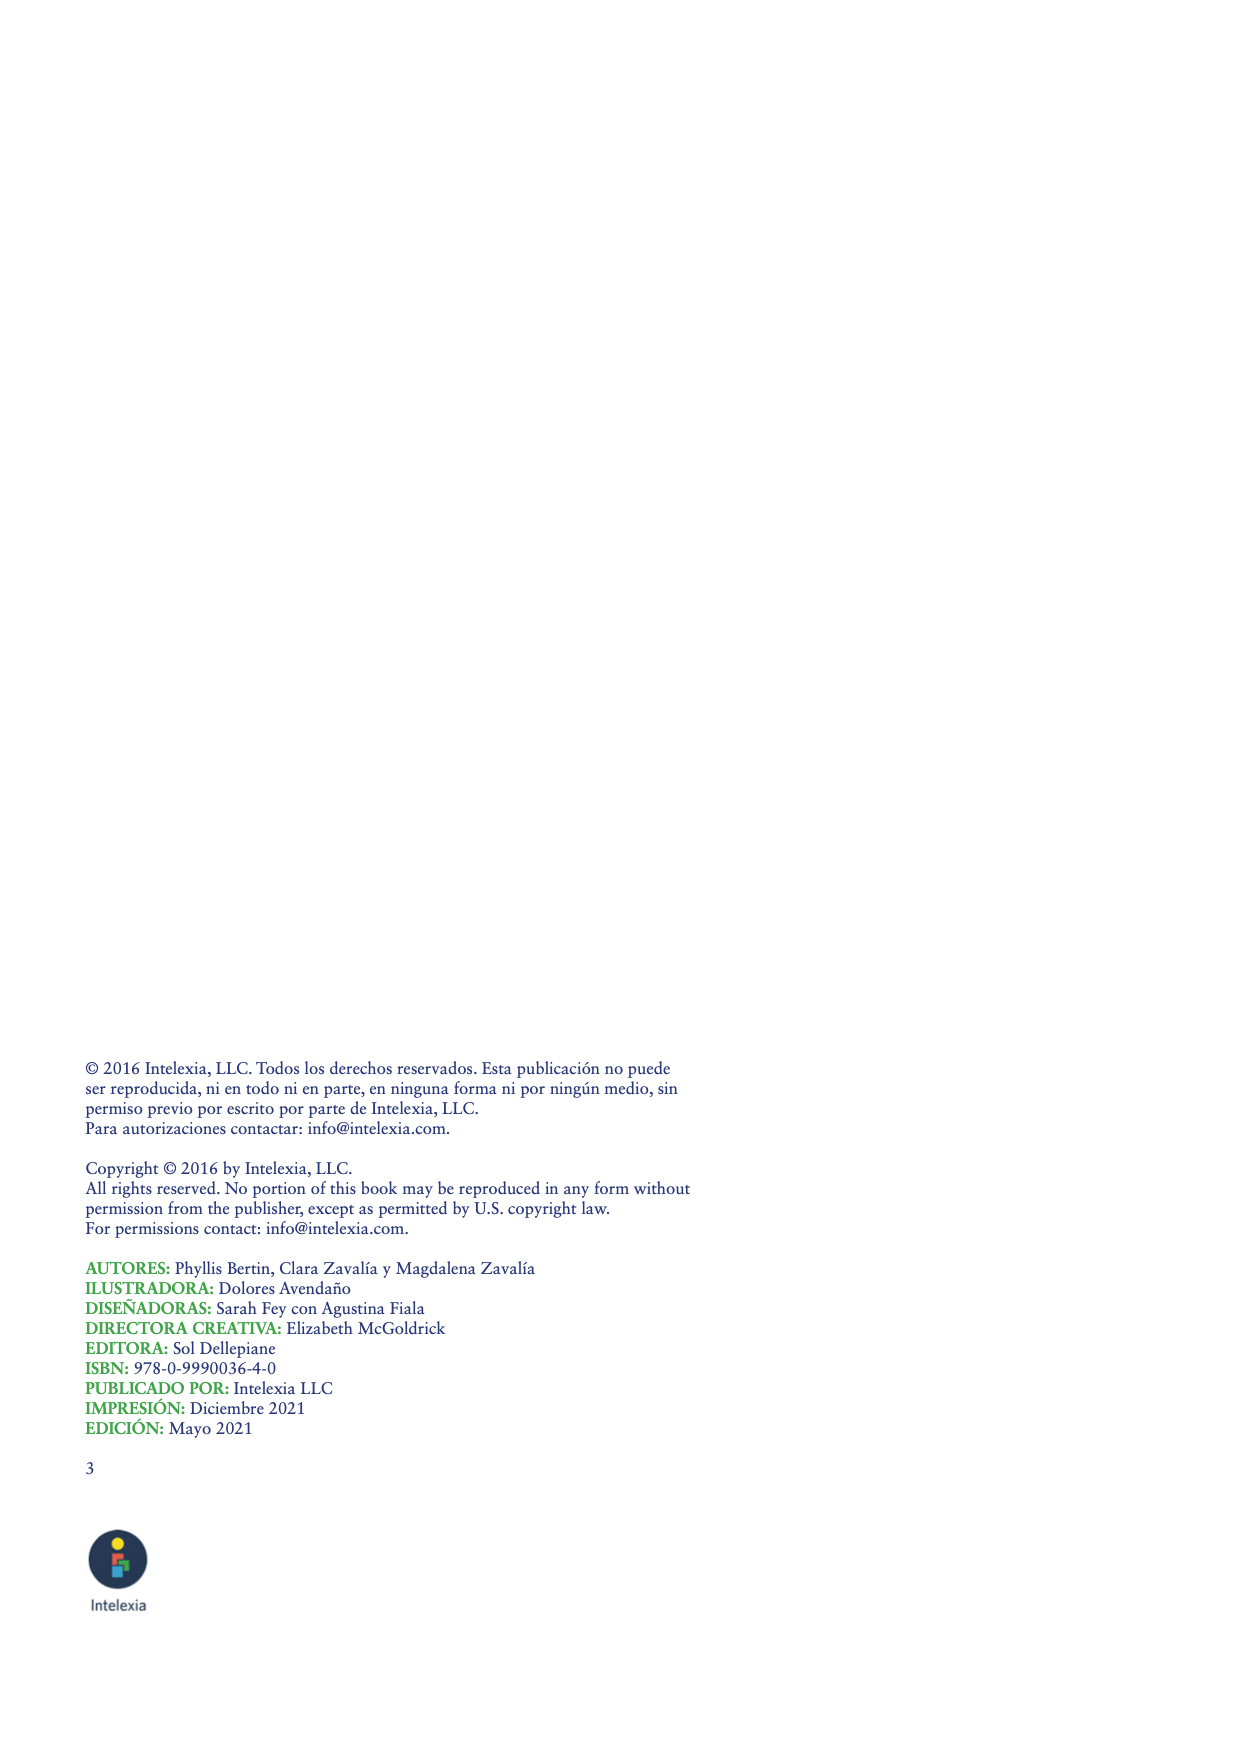 © 2016 Intelexia, LLC. Todos los derechos reservados. Esta publicación no puede
ser reproducida, ni en todo ni en parte, en ninguna forma ni por ningún medio, sin
permiso previo por escrito por parte de Intelexia, LLC.
Para autorizaciones contactar: info@intelexia.com.
Copyright © 2016 by Intelexia, LLC.
All rights reserved. No portion of this book may be reproduced in any form without
permission from the publisher, except as permitted by U.S. copyright law.
For permissions contact: info@intelexia.com.
AUTORES: Phyllis Bertin, Clara Zavalía y Magdalena Zavalía
ILUSTRADORA: Dolores Avendaño
DISEÑADORAS: Sarah Fey con Agustina Fiala
DIRECTORA CREATIVA: Elizabeth McGoldrick
EDITORA: Sol Dellepiane
ISBN: 978-0-9990036-4-0
PUBLICADO POR: Intelexia LLC
IMPRESIÓN: Diciembre 2021
EDICIÓN: Mayo 2021
3
Intelexia